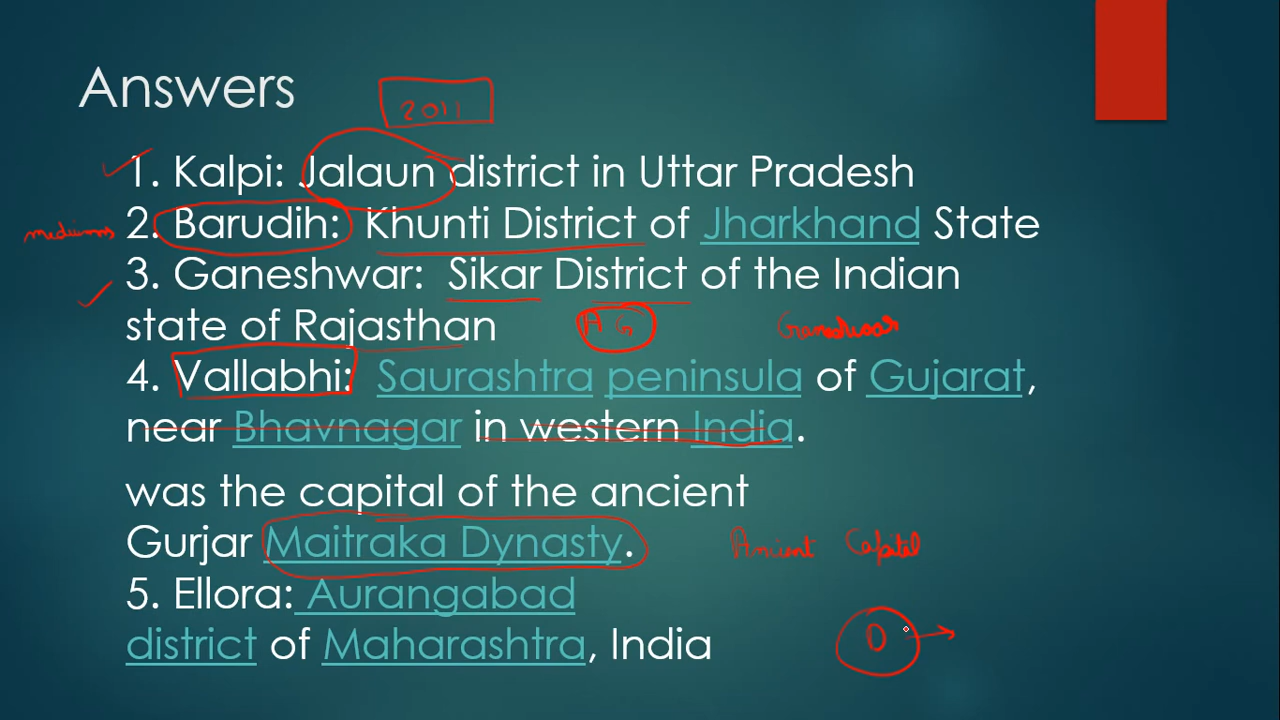 Answers
2011
1. Kalpi: Jalaun district in Uttar Pradesh
mediums
2. Barudih: Khunti District of Jharkhand State
3. Ganeshwar: Sikar District of the Indian
state of Rajasthan
A G
4. Vallabhi: Saurashtra peninsula of Gujarat,
near Bhavnagar in western India.
was the capital of the ancient
Gurjar Maitraka Dynasty.
Ancient Capital
5. Ellora: Aurangabad
district of Maharashtra, India